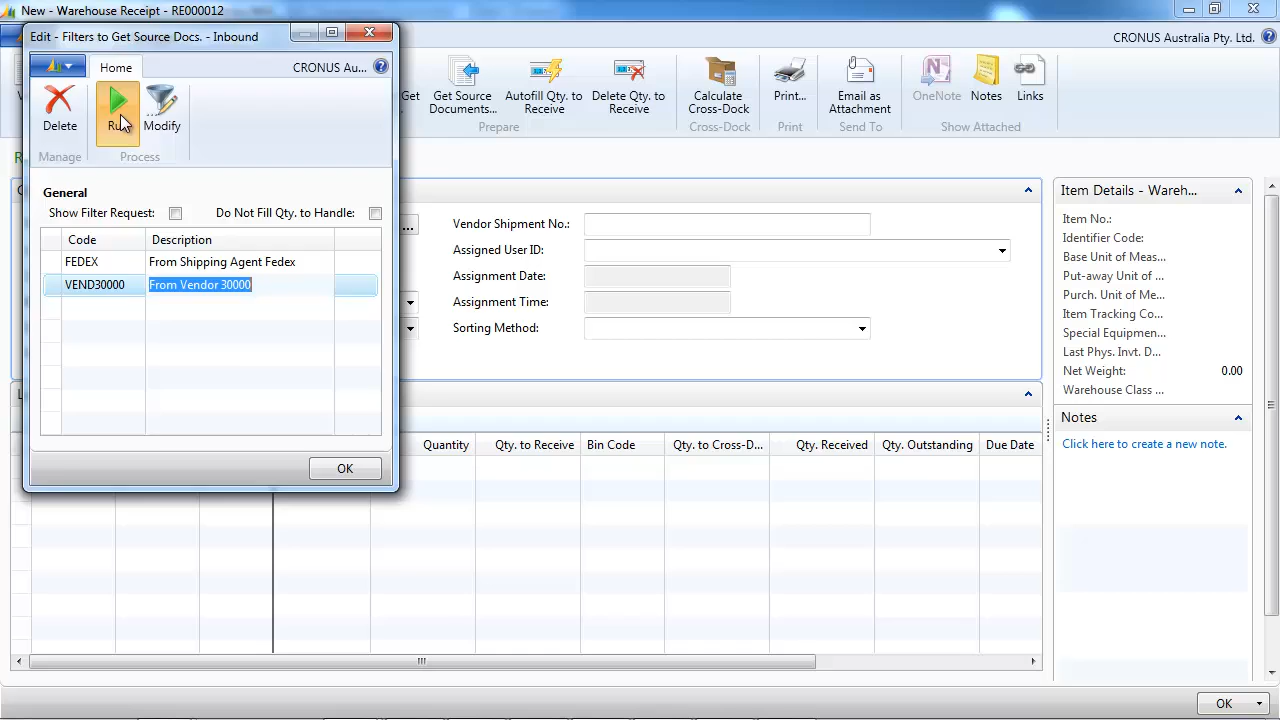 New - Warehouse Receipt - RE000012
CRONUS Australia Pty. Ltd.
Edit - Filters to Get Source Docs. - Inbound
Home
CRONUS Au...
Delete
Modify
Manage
Process
General
Show Filter Request:
Do Not Fill Qty. to Handle:
Code
Description
FEDEX
From Shipping Agent Fedex
VEND30000
From Vendor 30000
OK
Get
Get Source
Documents...
Autofill Qty. to
Receive
Delete Qty. to
Receive
Prepare
Calculate
Cross-Dock
Cross-Dock
Print...
Print
Email as
Attachment
Send To
OneNote
Notes
Links
Show Attached
Vendor Shipment No.:
Assigned User ID:
Assignment Date:
Assignment Time:
Sorting Method:
Quantity
Qty. to Receive
Bin Code
Qty. to Cross-D...
Qty. Received
Qty. Outstanding
Due Date
Item Details - Wareh...
Item No.:
Identifier Code:
Base Unit of Meas...
Put-away Unit of ...
Purch. Unit of Me...
Item Tracking Co...
Special Equipmen...
Last Phys. Invt. D...
Net Weight:
0.00
Warehouse Class ...
Notes
Click here to create a new note.
OK